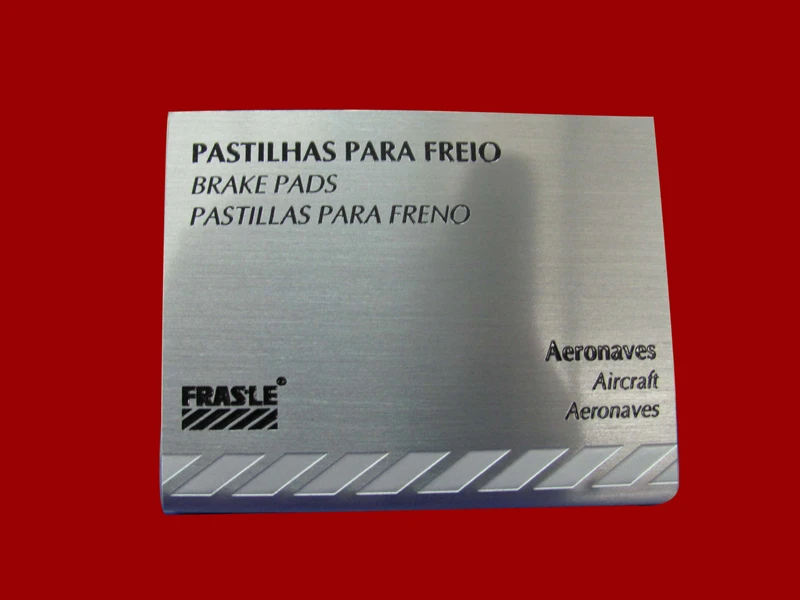 PASTILHAS PARA FREIO
BRAKE PADS
PASTILLAS PARA FRENO
Aeronaves
Aircraft
Aeronaves
FRAS-LE®